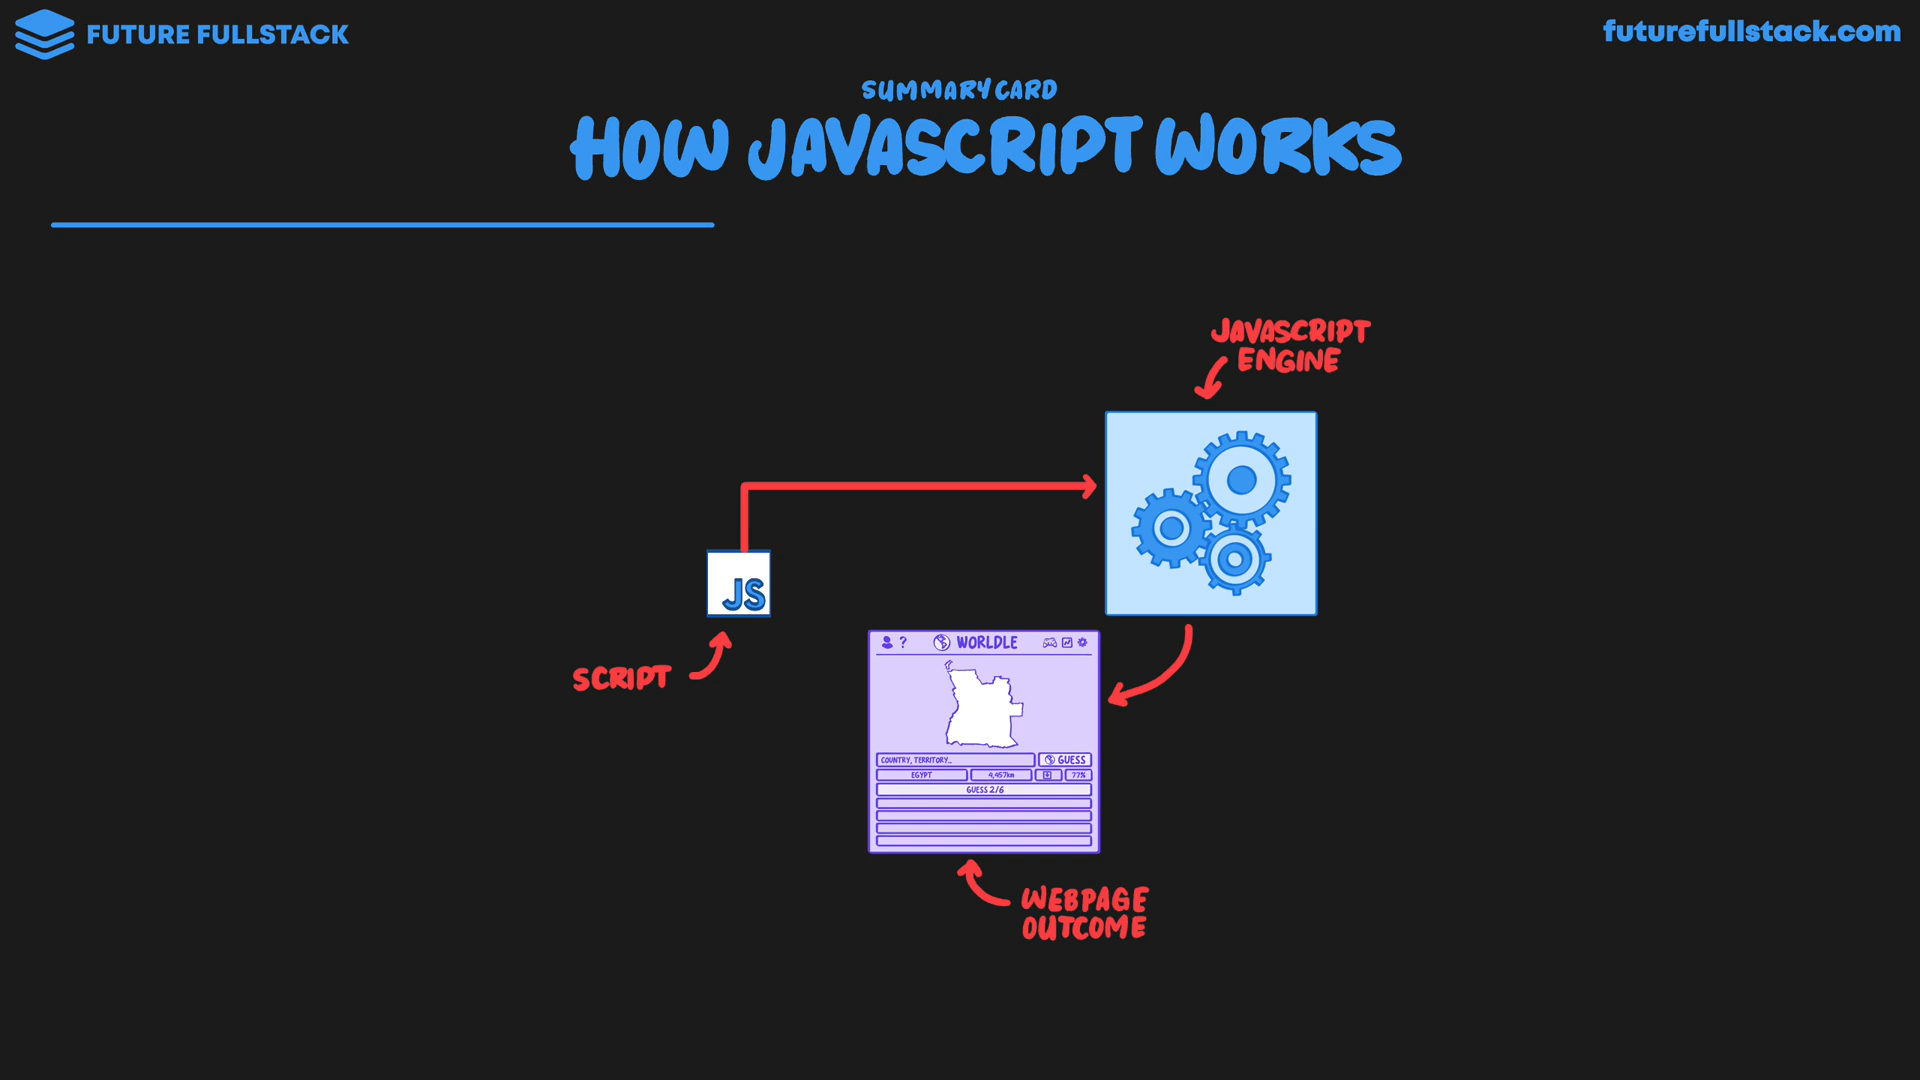 FUTURE FULLSTACK
futurefullstack.com
SUMMARY CARD
HOW JAVASCRIPT WORKS
JAVASCRIPT
ENGINE
JS
SCRIPT
? WORLDLE
COUNTRY, TERRITORY...
GUESS
EGYPT 4,457km 77%
GUESS 2/6
WEBPAGE
OUTCOME